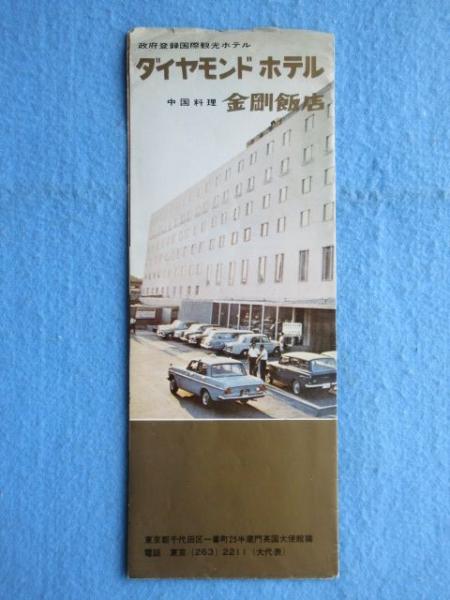 政府登録国際観光ホテル
ダイヤモンドホテル
中国料理 金剛飯店
東京都千代田区一番町25半蔵門英国大使館隣
電話 東京 (263) 2211 (大代表)